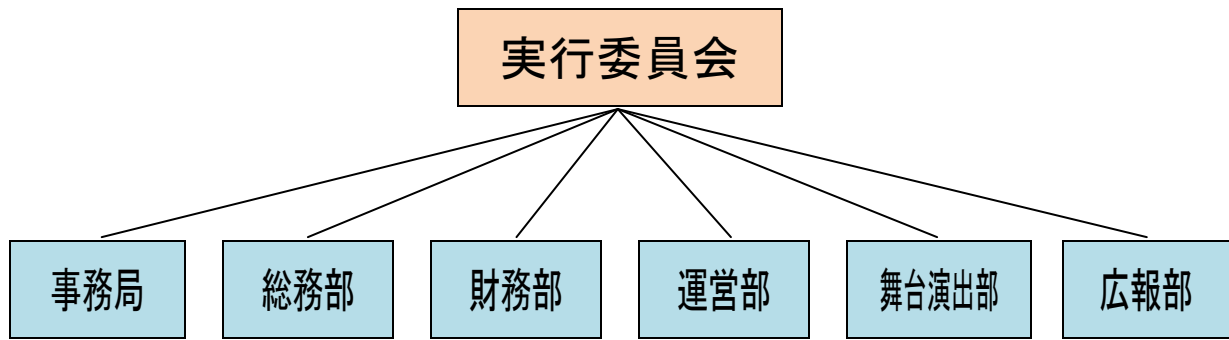 実行委員会
事務局
総務部
財務部
運営部
舞台演出部
広報部